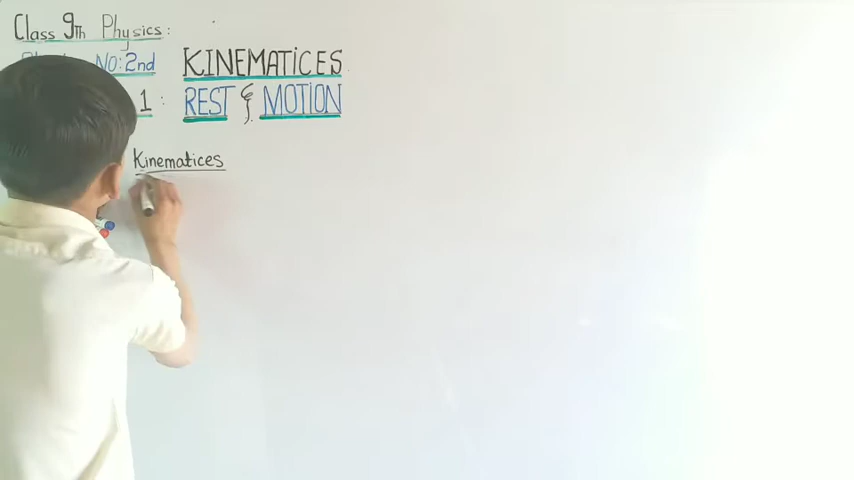 Class 9Th Physics:
No: 2nd KINEMATICES
1: REST & MOTION
Kinematices